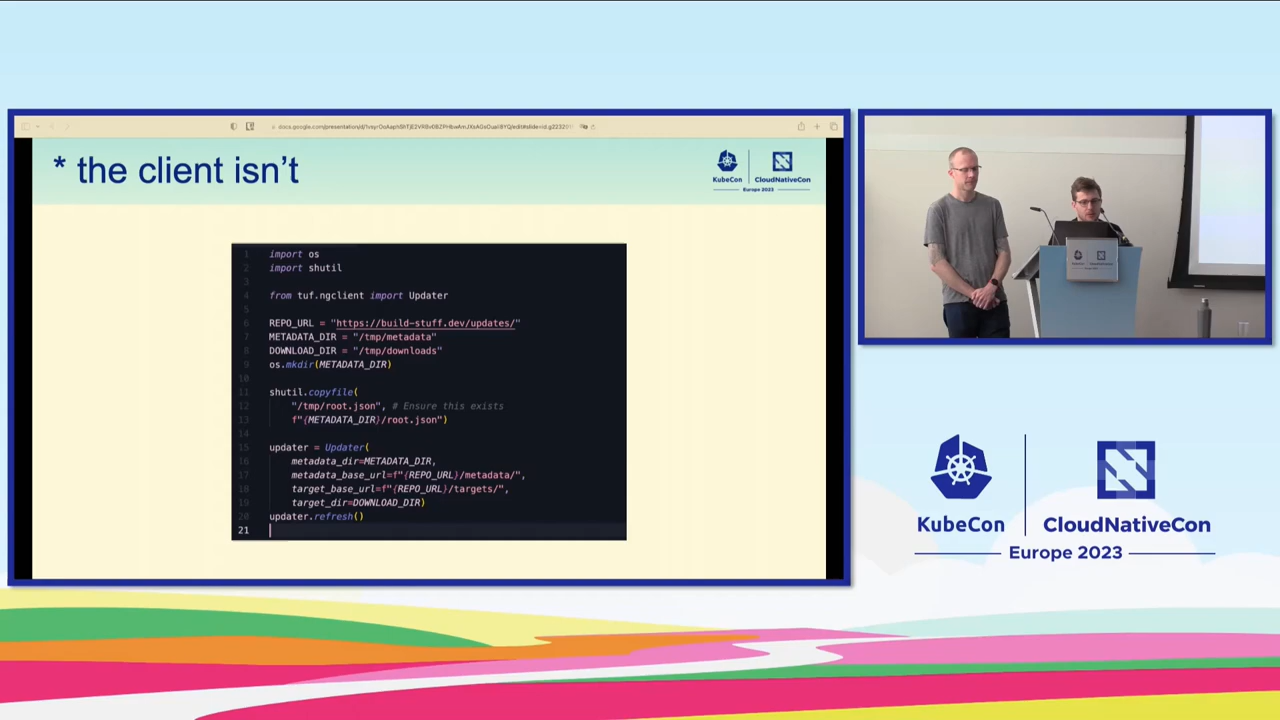 * the client isn't
KubeCon
CloudNativeCon
Europe 2023
1 import os
2 import shutil
3
4 from tuf.ngclient import Updater
5
6 REPO_URL = "https://build-stuff.dev/updates/"
7 METADATA_DIR = "/tmp/metadata"
8 DOWNLOAD_DIR = "/tmp/downloads"
9 os.mkdir(METADATA_DIR)
10
11 shutil.copyfile(
12 "/tmp/root.json", # Ensure this exists
13 f"{METADATA_DIR}/root.json")
14
15 updater = Updater(
16 metadata_dir=METADATA_DIR,
17 metadata_base_url=f"{REPO_URL}/metadata/",
18 target_base_url=f"{REPO_URL}/targets/",
19 target_dir=DOWNLOAD_DIR)
20 updater.refresh()
21
KubeCon
CloudNativeCon
Europe 2023